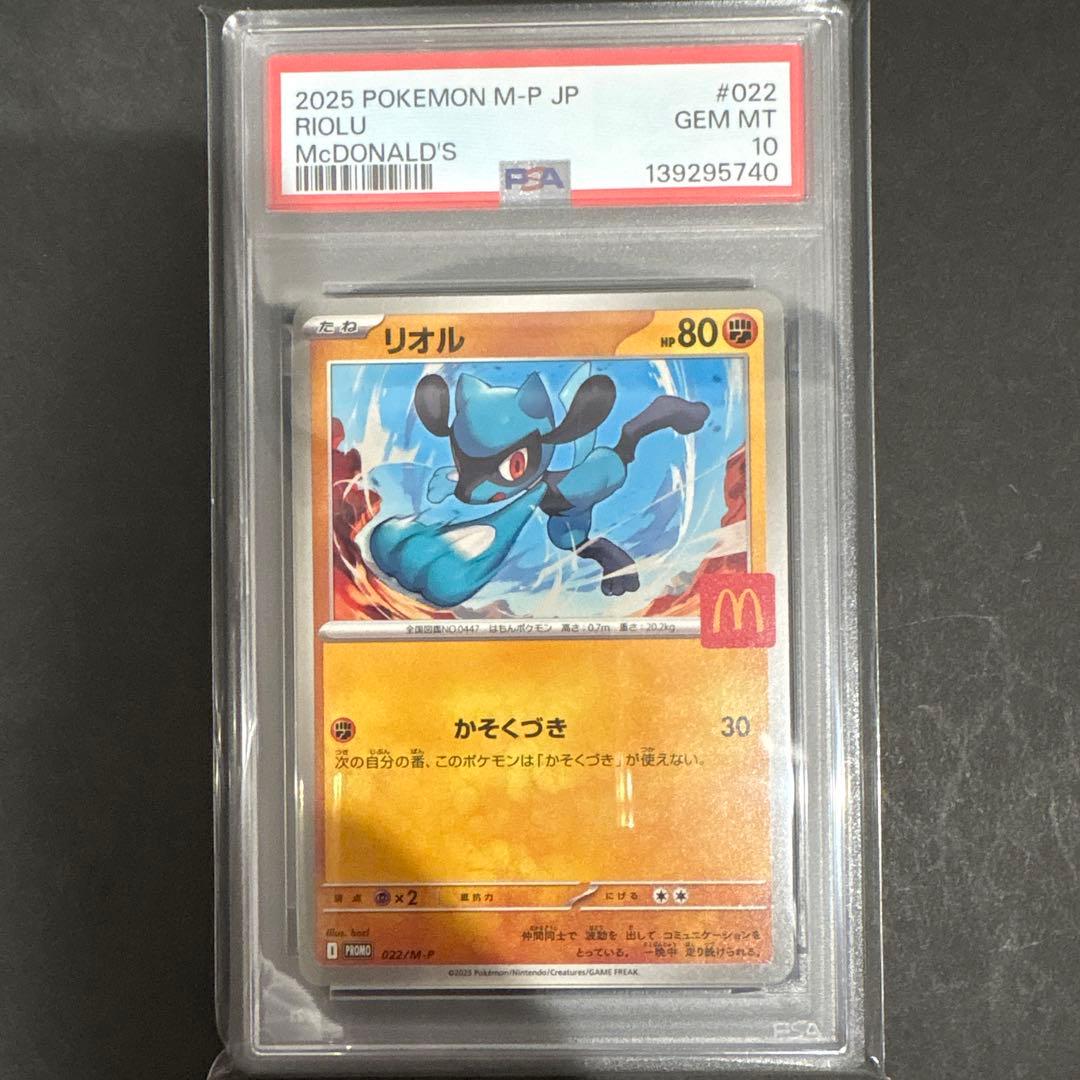 2025 POKEMON M-P JP
#022
RIOLU
GEM MT
McDONALD'S
10
PSA
139295740
たね
リオル
HP80
全国図鑑NO.0447 はもんポケモン 高さ:0.7m 重さ:20.2kg
かそくづき 30
次の自分の番、このポケモンは「かそくづき」が使えない。
弱点 ×2 抵抗力 にげる
illus. hori
仲間同士で 波動を 出して コミュニケーションを
とっている。 一晩中 走り続けられる。
I PROMO 022/M-P
©2025 Pokémon/Nintendo/Creatures/GAME FREAK.
PSA